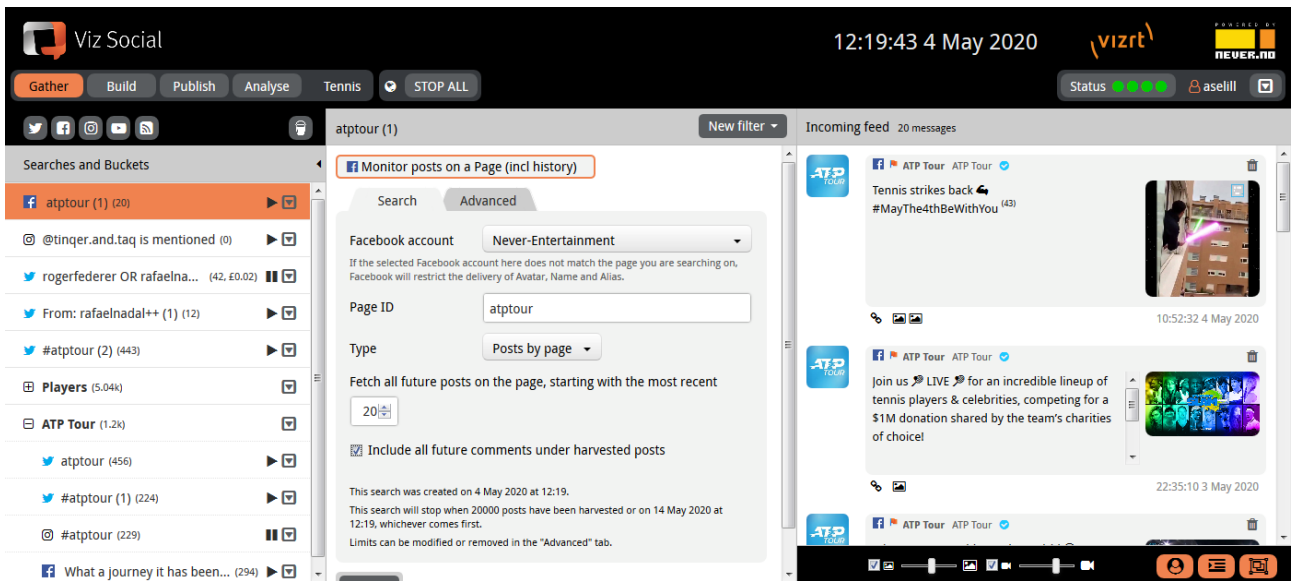 Viz Social
12:19:43 4 May 2020
vizrt
POWERED BY
never.no
Gather
Build
Publish
Analyse
Tennis
STOP ALL
Status
aselill
Searches and Buckets
atptour (1) (20)
@tinqer.and.taq is mentioned (0)
rogerfederer OR rafaelna... (42, £0.02)
From: rafaelnadal++ (1) (12)
#atptour (2) (443)
Players (5.04k)
ATP Tour (1.2k)
atptour (456)
#atptour (1) (224)
#atptour (229)
What a journey it has been... (294)
atptour (1)
New filter
Monitor posts on a Page (incl history)
Search
Advanced
Facebook account
Never-Entertainment
If the selected Facebook account here does not match the page you are searching on,
Facebook will restrict the delivery of Avatar, Name and Alias.
Page ID
atptour
Type
Posts by page
Fetch all future posts on the page, starting with the most recent
20
Include all future comments under harvested posts
This search was created on 4 May 2020 at 12:19.
This search will stop when 20000 posts have been harvested or on 14 May 2020 at
12:19, whichever comes first.
Limits can be modified or removed in the "Advanced" tab.
Incoming feed 20 messages
ATP
TOUR
ATP Tour ATP Tour
Tennis strikes back
#MayThe4thBeWithYou (43)
10:52:32 4 May 2020
ATP
TOUR
ATP Tour ATP Tour
Join us LIVE for an incredible lineup of
tennis players & celebrities, competing for a
$1M donation shared by the team's charities
of choice!
22:35:10 3 May 2020
ATP
TOUR
ATP Tour ATP Tour